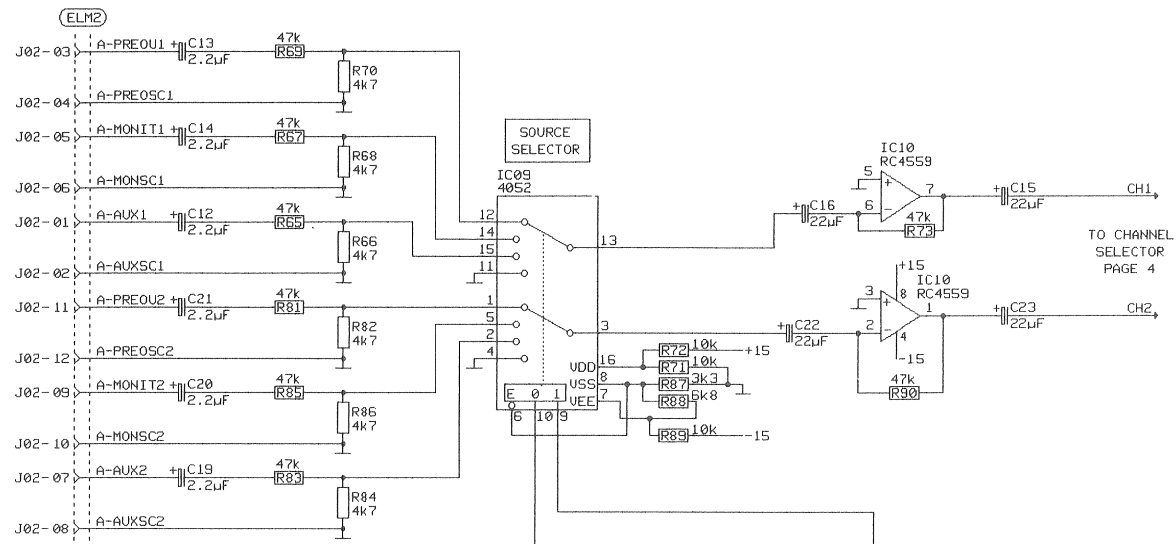 ELM2
J02-03 A-PREOU1 + C13 2.2µF 47k R69
R70 4k7
J02-04 A-PREOSC1
J02-05 A-MONIT1 + C14 2.2µF 47k R67
R68 4k7
J02-06 A-MONSC1
J02-01 A-AUX1 + C12 2.2µF 47k R65
R66 4k7
J02-02 A-AUXSC1
J02-11 A-PREOU2 + C21 2.2µF 47k R81
R82 4k7
J02-12 A-PREOSC2
J02-09 A-MONIT2 + C20 2.2µF 47k R85
R86 4k7
J02-10 A-MONSC2
J02-07 A-AUX2 + C19 2.2µF 47k R83
R84 4k7
J02-08 A-AUXSC2
SOURCE
SELECTOR
IC09
4052
12
14
15
11
1
5
2
4
13
3
VDD 16
VSS 8
VEE 7
E 0 1
6 10 9
R72 10k +15
R71 10k
R87 3k3
R88 6k8
R89 10k -15
+ C16 22µF
IC10
RC4559
5 +
6 -
7
47k
R73
+ C15 22µF
CH1
TO CHANNEL
SELECTOR
PAGE 4
+ C22 22µF
+15
IC10
RC4559
8
3 +
2 -
1
4
-15
47k
R90
+ C23 22µF
CH2